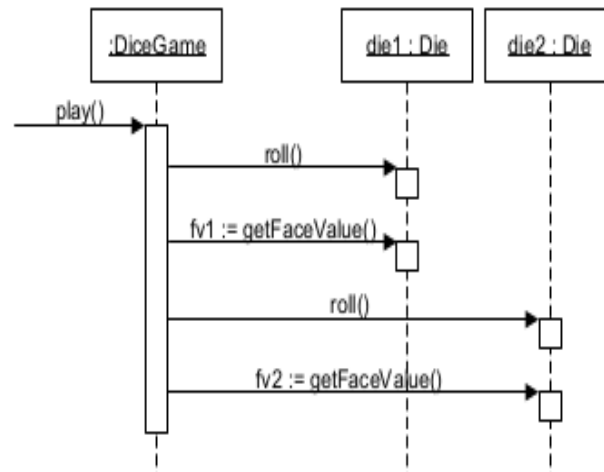 :DiceGame
die1 : Die
die2 : Die
play()
roll()
fv1 := getFaceValue()
roll()
fv2 := getFaceValue()